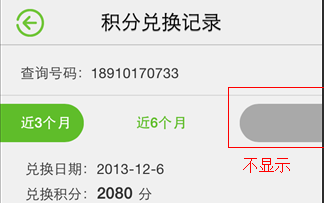 积分兑换记录
查询号码：18910170733
近3个月 近6个月
不显示
兑换日期：2013-12-6
兑换积分：2080 分